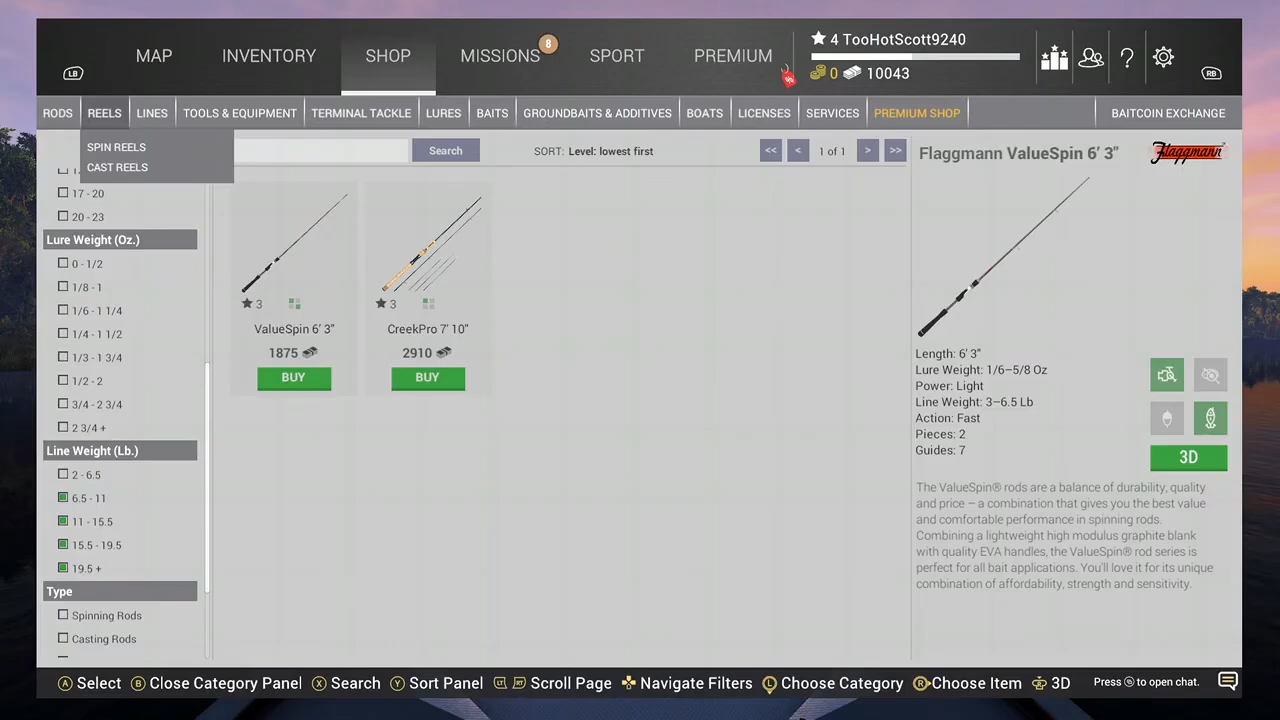 MAP
INVENTORY
SHOP
MISSIONS
8
SPORT
PREMIUM
4 TooHotScott9240
0
10043
LB
RB
RODS
REELS
LINES
TOOLS & EQUIPMENT
TERMINAL TACKLE
LURES
BAITS
GROUNDBAITS & ADDITIVES
BOATS
LICENSES
SERVICES
PREMIUM SHOP
BAITCOIN EXCHANGE
SPIN REELS
CAST REELS
Search
SORT: Level: lowest first
<<
<
1 of 1
>
>>
17 - 20
20 - 23
Lure Weight (Oz.)
0 - 1/2
1/8 - 1
1/6 - 1 1/4
1/4 - 1 1/2
1/3 - 1 3/4
1/2 - 2
3/4 - 2 3/4
2 3/4 +
Line Weight (Lb.)
2 - 6.5
6.5 - 11
11 - 15.5
15.5 - 19.5
19.5 +
Type
Spinning Rods
Casting Rods
3
ValueSpin 6' 3"
1875
BUY
3
CreekPro 7' 10"
2910
BUY
Flaggmann ValueSpin 6' 3"
Flaggmann
Length: 6' 3"
Lure Weight: 1/6–5/8 Oz
Power: Light
Line Weight: 3–6.5 Lb
Action: Fast
Pieces: 2
Guides: 7
3D
The ValueSpin® rods are a balance of durability, quality
and price – a combination that gives you the best value
and comfortable performance in spinning rods.
Combining a lightweight high modulus graphite blank
with quality EVA handles, the ValueSpin® rod series is
perfect for all bait applications. You'll love it for its unique
combination of affordability, strength and sensitivity.
A Select
B Close Category Panel
X Search
Y Sort Panel
LT RT Scroll Page
Navigate Filters
L Choose Category
R Choose Item
R 3D
Press to open chat.